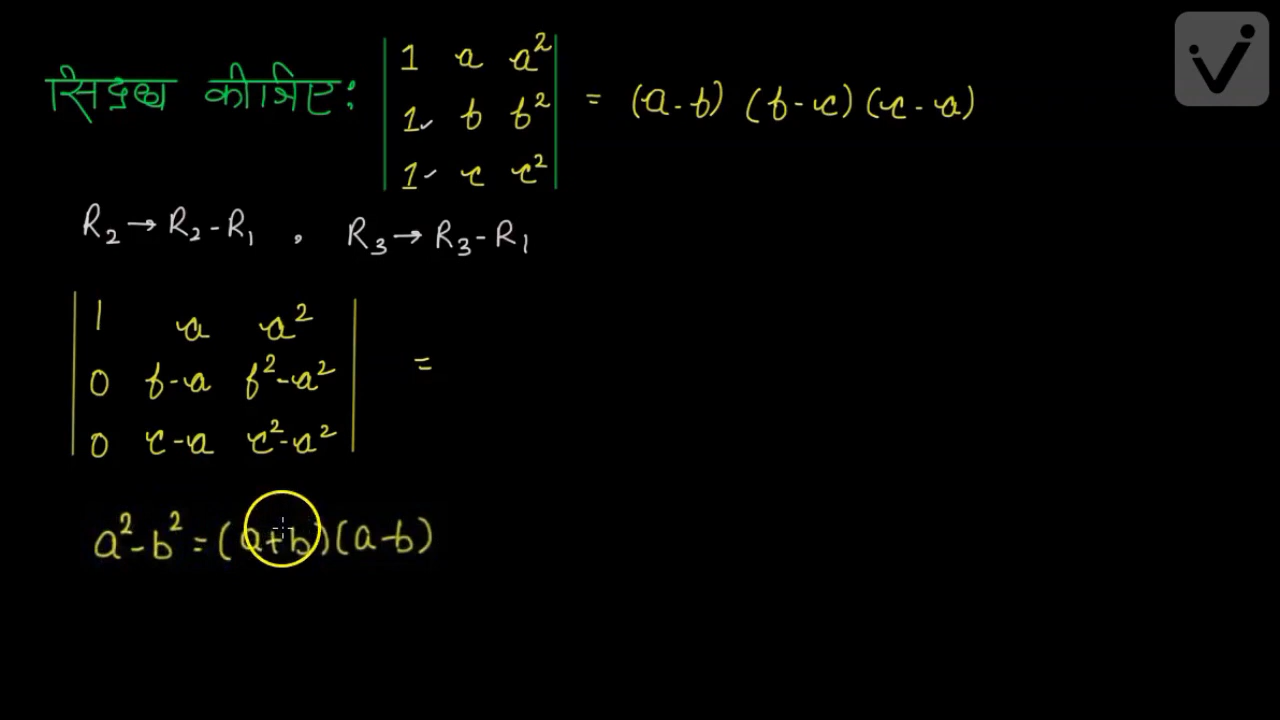 सिद्ध कीजिए: | 1 a a² | = (a-b) (b-c) (c-a)
| 1 b b² |
| 1 c c² |
R₂ → R₂-R₁ , R₃ → R₃-R₁
| 1 a a² |
| 0 b-a b²-a² | =
| 0 c-a c²-a² |
a²-b² = (a+b)(a-b)